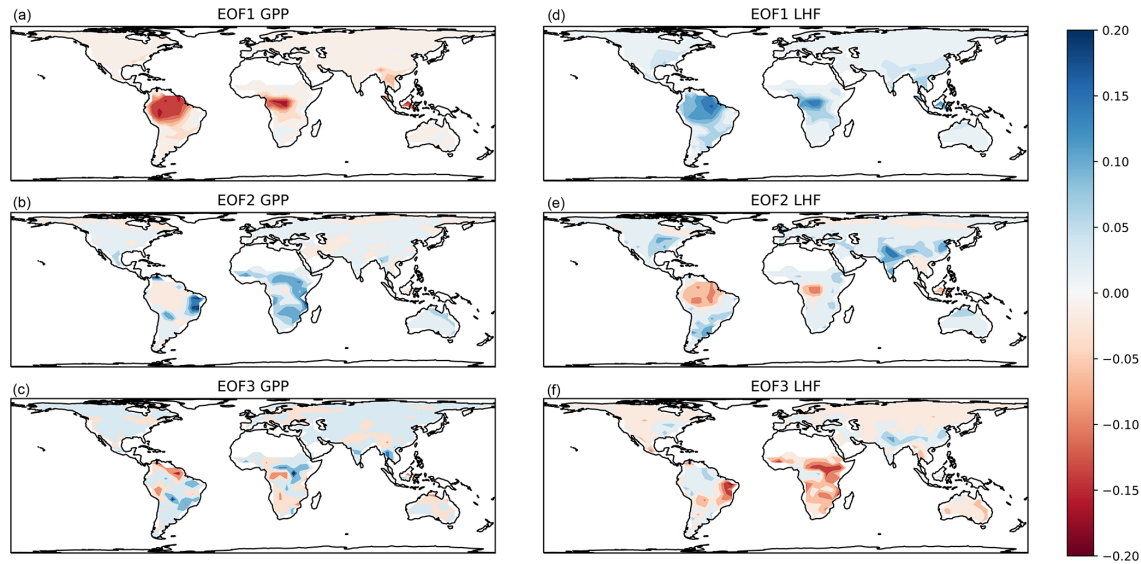 (a) EOF1 GPP
(d) EOF1 LHF
(b) EOF2 GPP
(e) EOF2 LHF
(c) EOF3 GPP
(f) EOF3 LHF
0.20
0.15
0.10
0.05
0.00
−0.05
−0.10
−0.15
−0.20